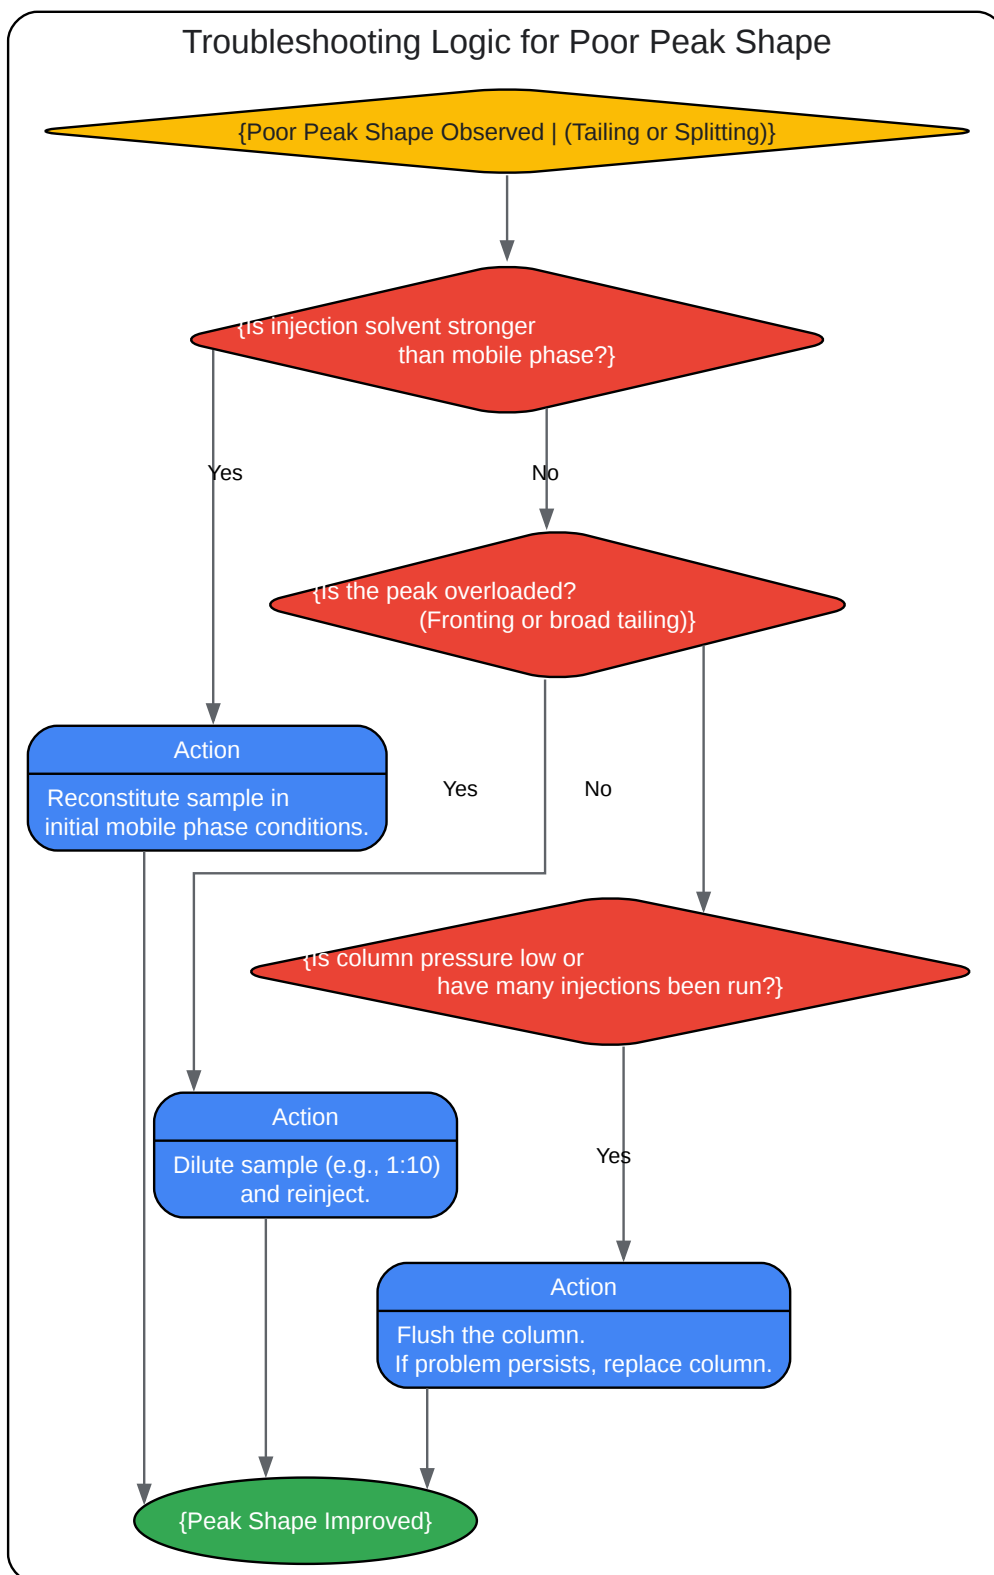 Troubleshooting Logic for Poor Peak Shape
{Poor Peak Shape Observed | (Tailing or Splitting)}
{Is injection solvent stronger
than mobile phase?}
Yes
No
{Is the peak overloaded?
(Fronting or broad tailing)}
Action
Reconstitute sample in
initial mobile phase conditions.
Yes
No
{Is column pressure low or
have many injections been run?}
Action
Dilute sample (e.g., 1:10)
and reinject.
Yes
Action
Flush the column.
If problem persists, replace column.
{Peak Shape Improved}